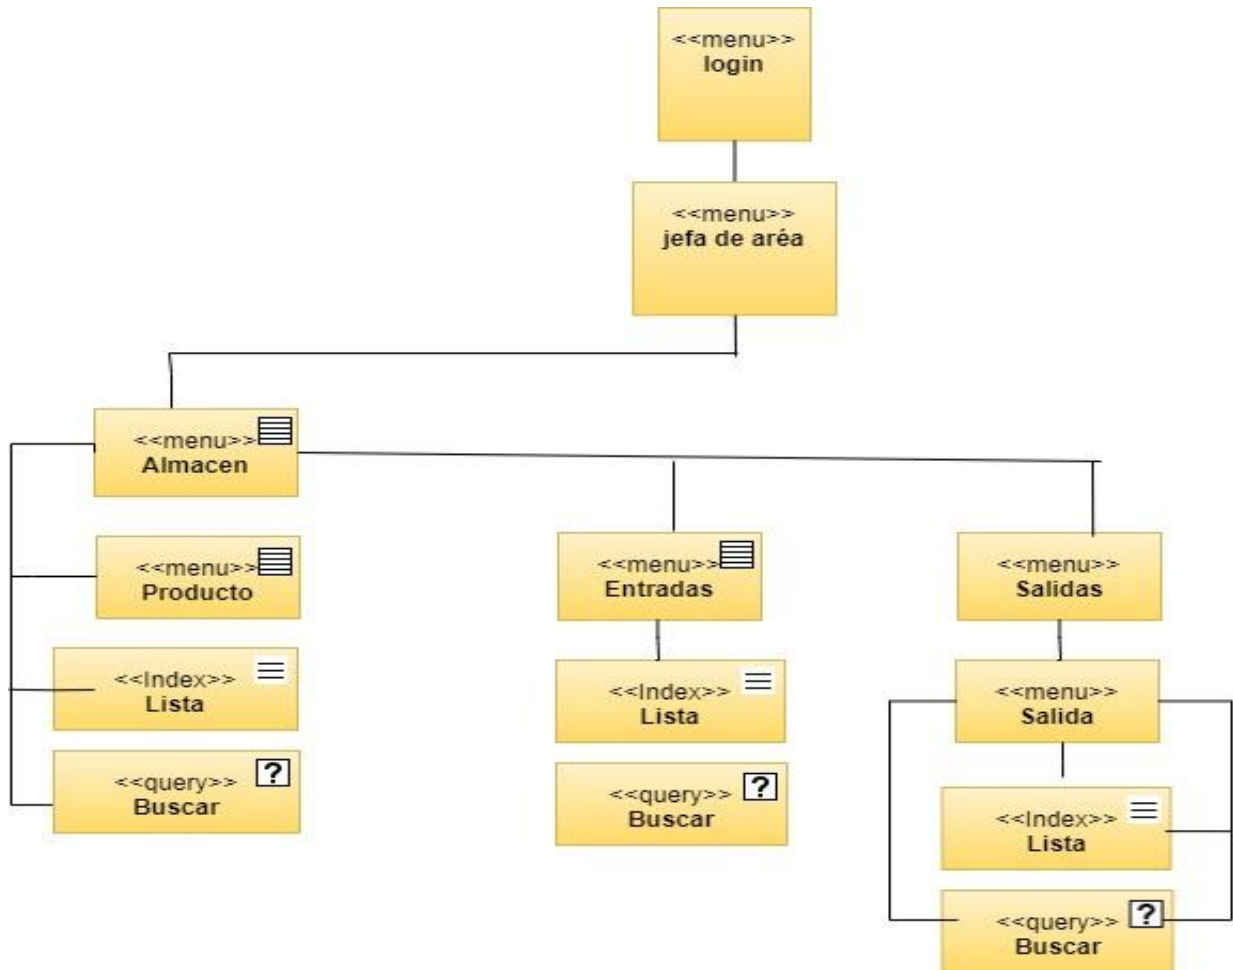 <<menu>>
login
<<menu>>
jefa de aréa
<<menu>>
Almacen
<<menu>>
Producto
<<Index>>
Lista
<<query>>
?
Buscar
<<menu>>
Entradas
<<Index>>
Lista
<<query>>
?
Buscar
<<menu>>
Salidas
<<menu>>
Salida
<<Index>>
Lista
<<query>>
?
Buscar